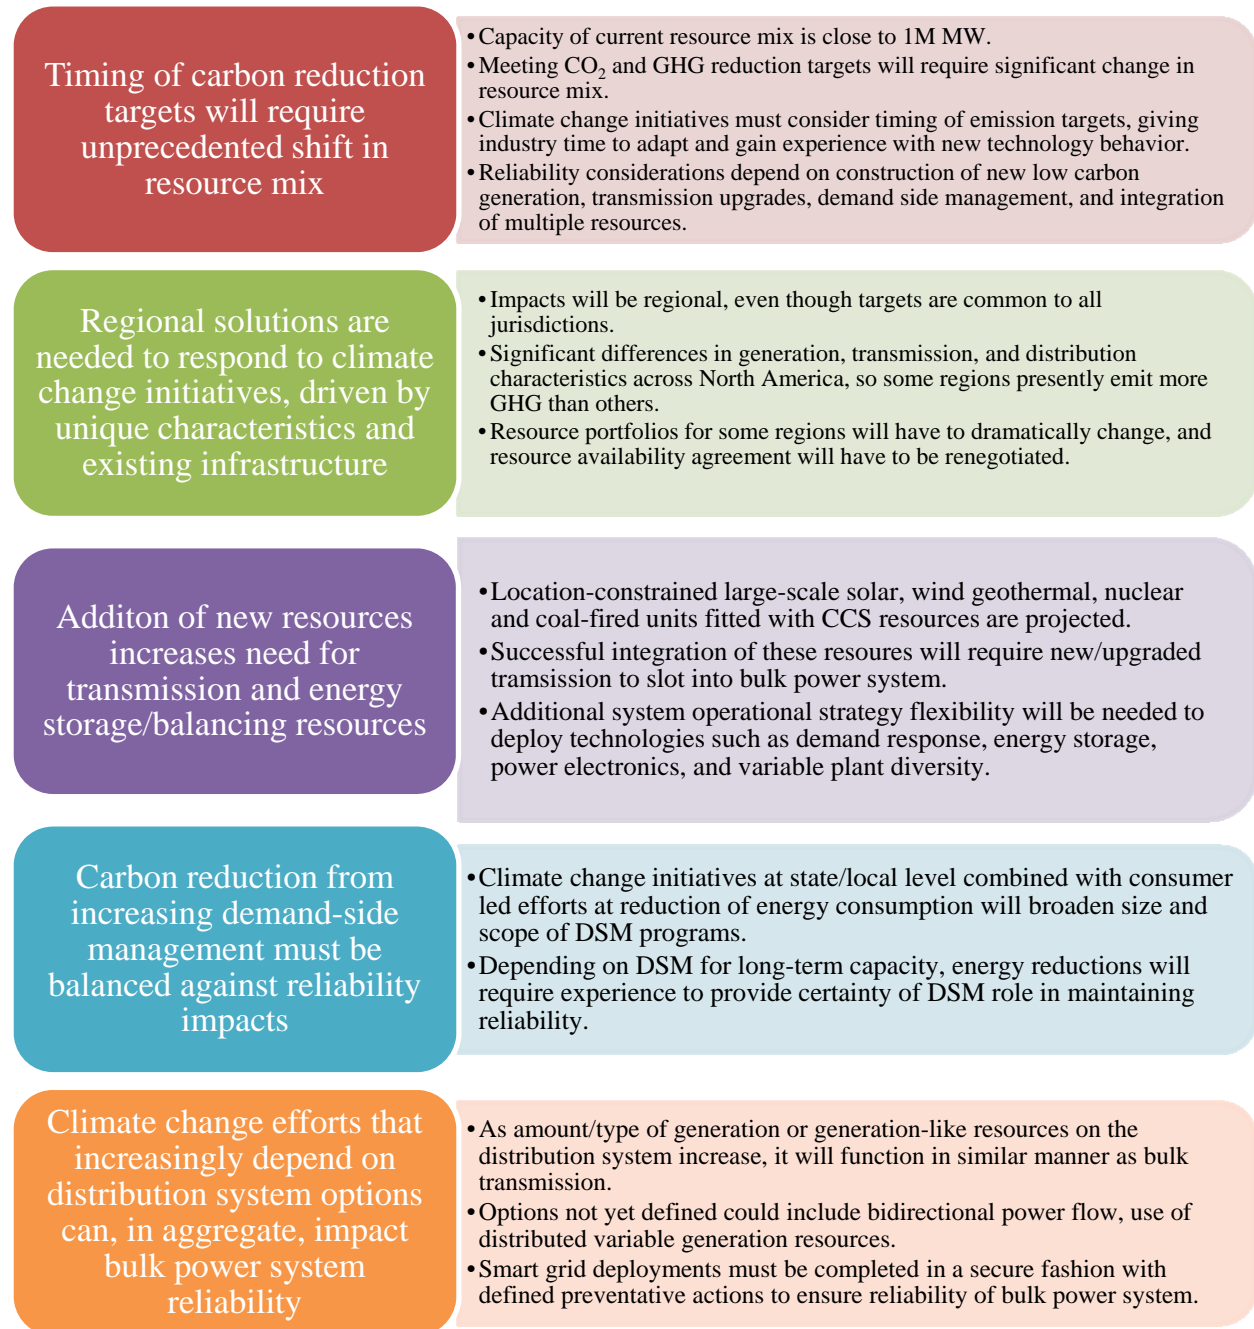 Timing of carbon reduction
targets will require
unprecedented shift in
resource mix
•Capacity of current resource mix is close to 1M MW.
•Meeting CO₂ and GHG reduction targets will require significant change in
resource mix.
•Climate change initiatives must consider timing of emission targets, giving
industry time to adapt and gain experience with new technology behavior.
•Reliability considerations depend on construction of new low carbon
generation, transmission upgrades, demand side management, and integration
of multiple resources.
Regional solutions are
needed to respond to climate
change initiatives, driven by
unique characteristics and
existing infrastructure
•Impacts will be regional, even though targets are common to all
jurisdictions.
•Significant differences in generation, transmission, and distribution
characteristics across North America, so some regions presently emit more
GHG than others.
•Resource portfolios for some regions will have to dramatically change, and
resource availability agreement will have to be renegotiated.
Additon of new resources
increases need for
transmission and energy
storage/balancing resources
•Location-constrained large-scale solar, wind geothermal, nuclear
and coal-fired units fitted with CCS resources are projected.
•Successful integration of these resoures will require new/upgraded
tramsission to slot into bulk power system.
•Additional system operational strategy flexibility will be needed to
deploy technologies such as demand response, energy storage,
power electronics, and variable plant diversity.
Carbon reduction from
increasing demand-side
management must be
balanced against reliability
impacts
•Climate change initiatives at state/local level combined with consumer
led efforts at reduction of energy consumption will broaden size and
scope of DSM programs.
•Depending on DSM for long-term capacity, energy reductions will
require experience to provide certainty of DSM role in maintaining
reliability.
Climate change efforts that
increasingly depend on
distribution system options
can, in aggregate, impact
bulk power system
reliability
•As amount/type of generation or generation-like resources on the
distribution system increase, it will function in similar manner as bulk
transmission.
•Options not yet defined could include bidirectional power flow, use of
distributed variable generation resources.
•Smart grid deployments must be completed in a secure fashion with
defined preventative actions to ensure reliability of bulk power system.